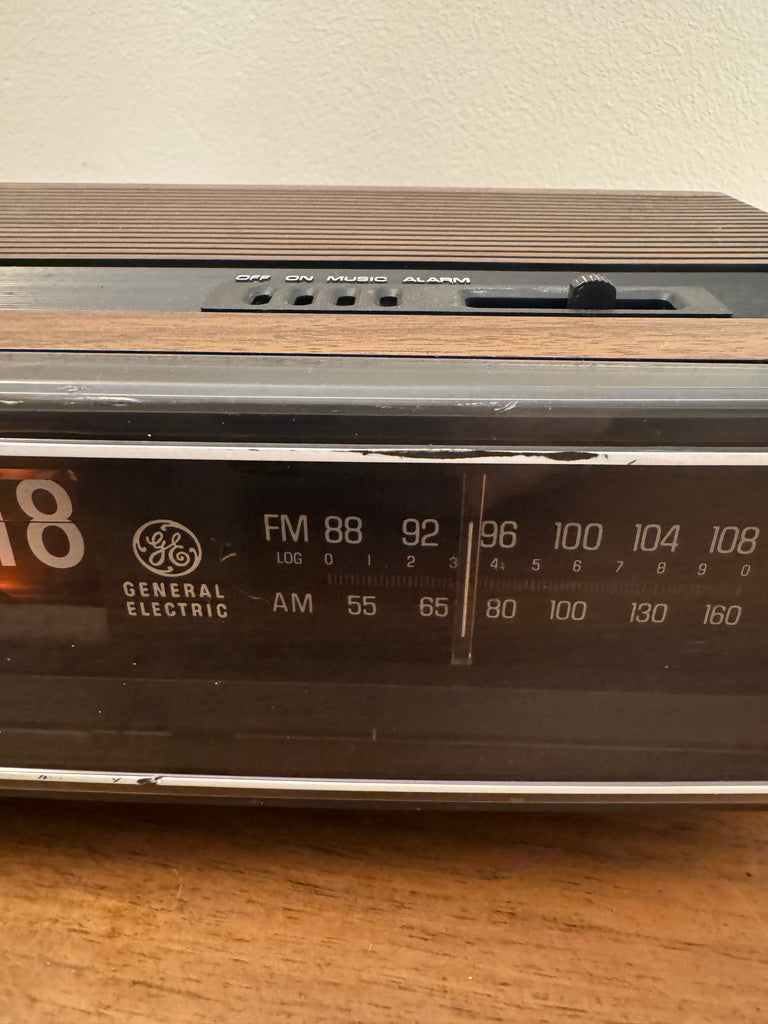 OFF ON MUSIC ALARM
18
GE
GENERAL
ELECTRIC
FM 88 92 96 100 104 108
LOG 0 1 2 3 4 5 6 7 8 9 0
AM 55 65 80 100 130 160